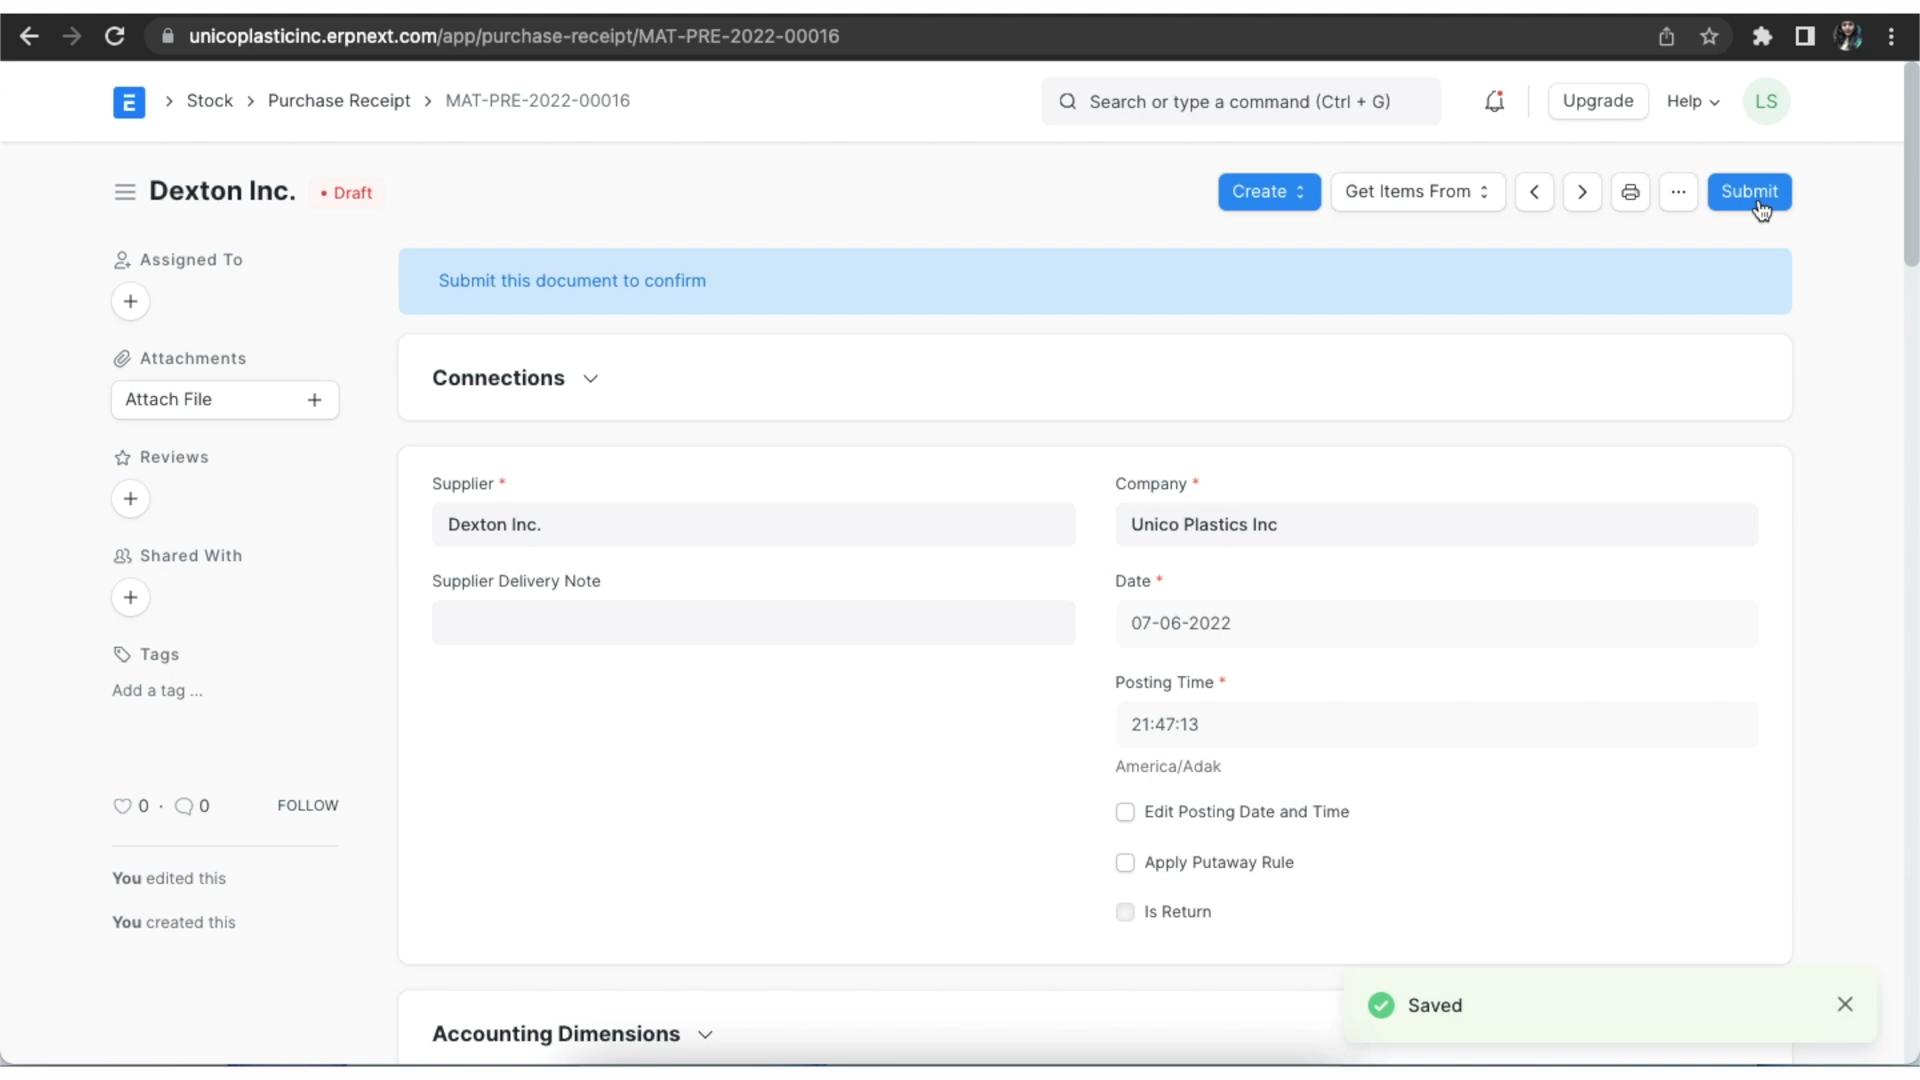 unicoplasticinc.erpnext.com/app/purchase-receipt/MAT-PRE-2022-00016
E
Stock
Purchase Receipt
MAT-PRE-2022-00016
Search or type a command (Ctrl + G)
Upgrade
Help
LS
Dexton Inc.
• Draft
Create
Get Items From
···
Submit
Assigned To
+
Submit this document to confirm
Attachments
Attach File +
Connections
Reviews
+
Supplier *
Dexton Inc.
Company *
Unico Plastics Inc
Shared With
+
Supplier Delivery Note
Date *
07-06-2022
Tags
Add a tag ...
Posting Time *
21:47:13
America/Adak
0 · 0 FOLLOW
Edit Posting Date and Time
Apply Putaway Rule
Is Return
You edited this
You created this
Accounting Dimensions
Saved